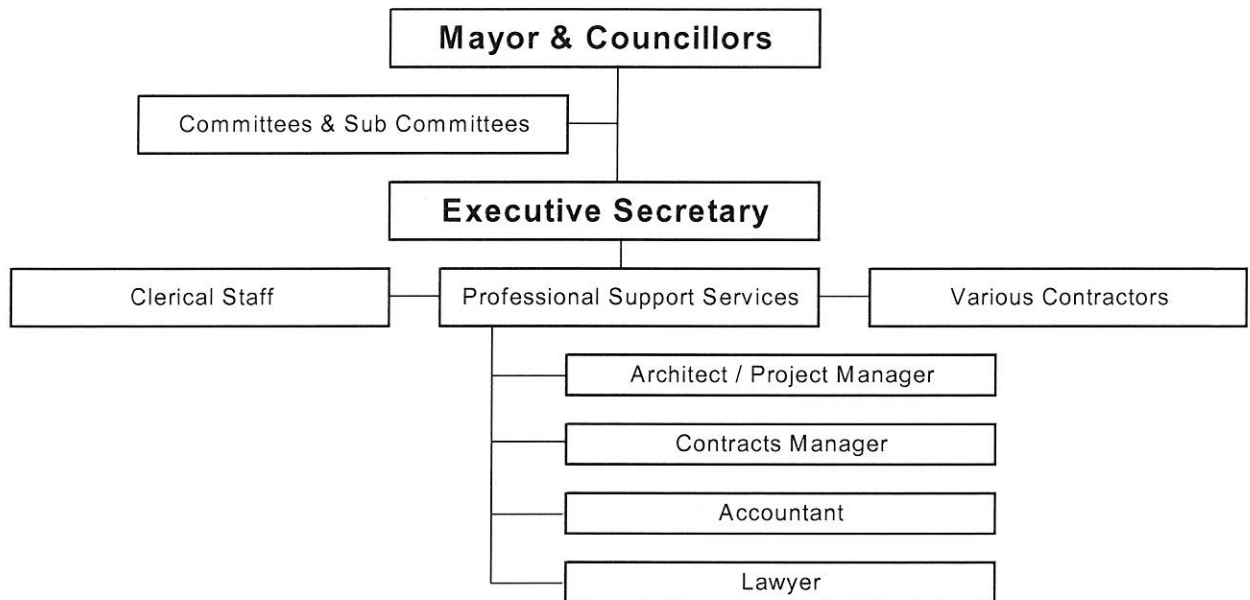 Mayor & Councillors
Committees & Sub Committees
Executive Secretary
Clerical Staff
Professional Support Services
Various Contractors
Architect / Project Manager
Contracts Manager
Accountant
Lawyer